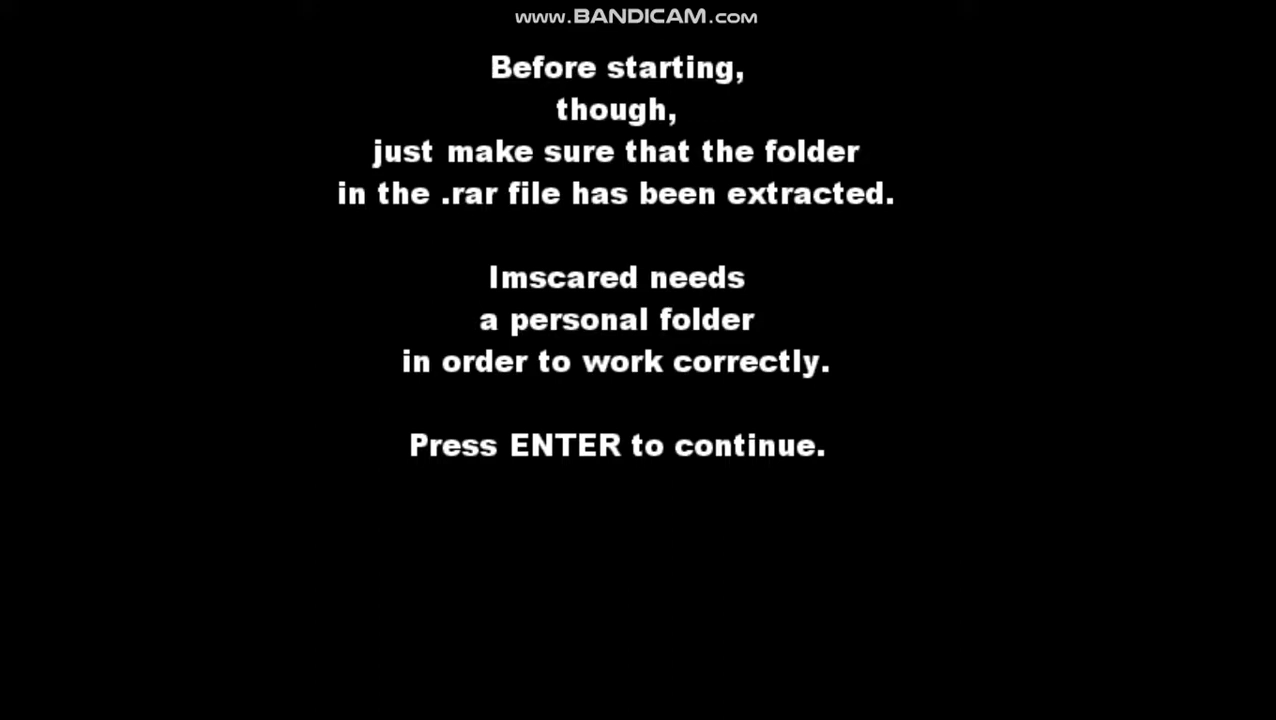 www.BANDICAM.com
Before starting,
though,
just make sure that the folder
in the .rar file has been extracted.
Imscared needs
a personal folder
in order to work correctly.
Press ENTER to continue.